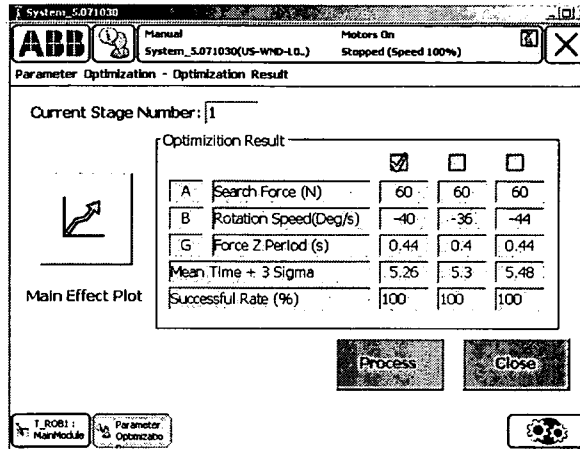 System_5.071030
ABB
Manual
System_5.071030(US-WND-L0..)
Motors On
Stopped (Speed 100%)
Parameter Optimization - Optimization Result
Current Stage Number: 1
Optimizition Result
A Search Force (N) 60 60 60
B Rotation Speed(Deg/s) -40 -36 -44
G Force Z Period (s) 0.44 0.4 0.44
Mean Time + 3 Sigma 5.26 5.3 5.48
Successful Rate (%) 100 100 100
Main Effect Plot
Process
Close
T_ROB1:
MainModule
Parameter
Optimizatio